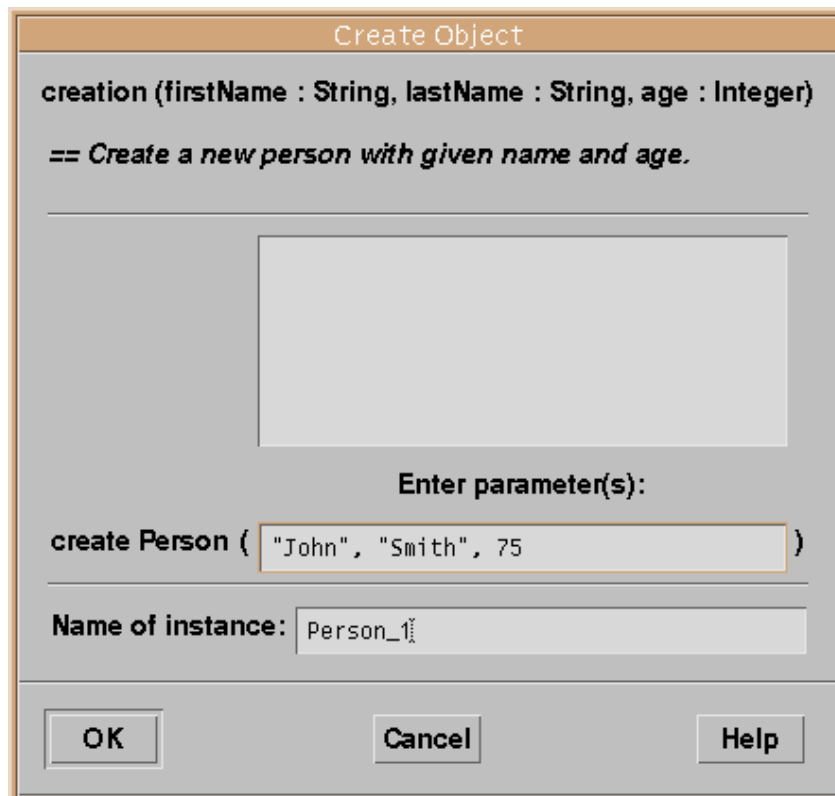 Create Object
creation (firstName : String, lastName : String, age : Integer)
== Create a new person with given name and age.
Enter parameter(s):
create Person ( "John", "Smith", 75 )
Name of instance: Person_1
OK Cancel Help